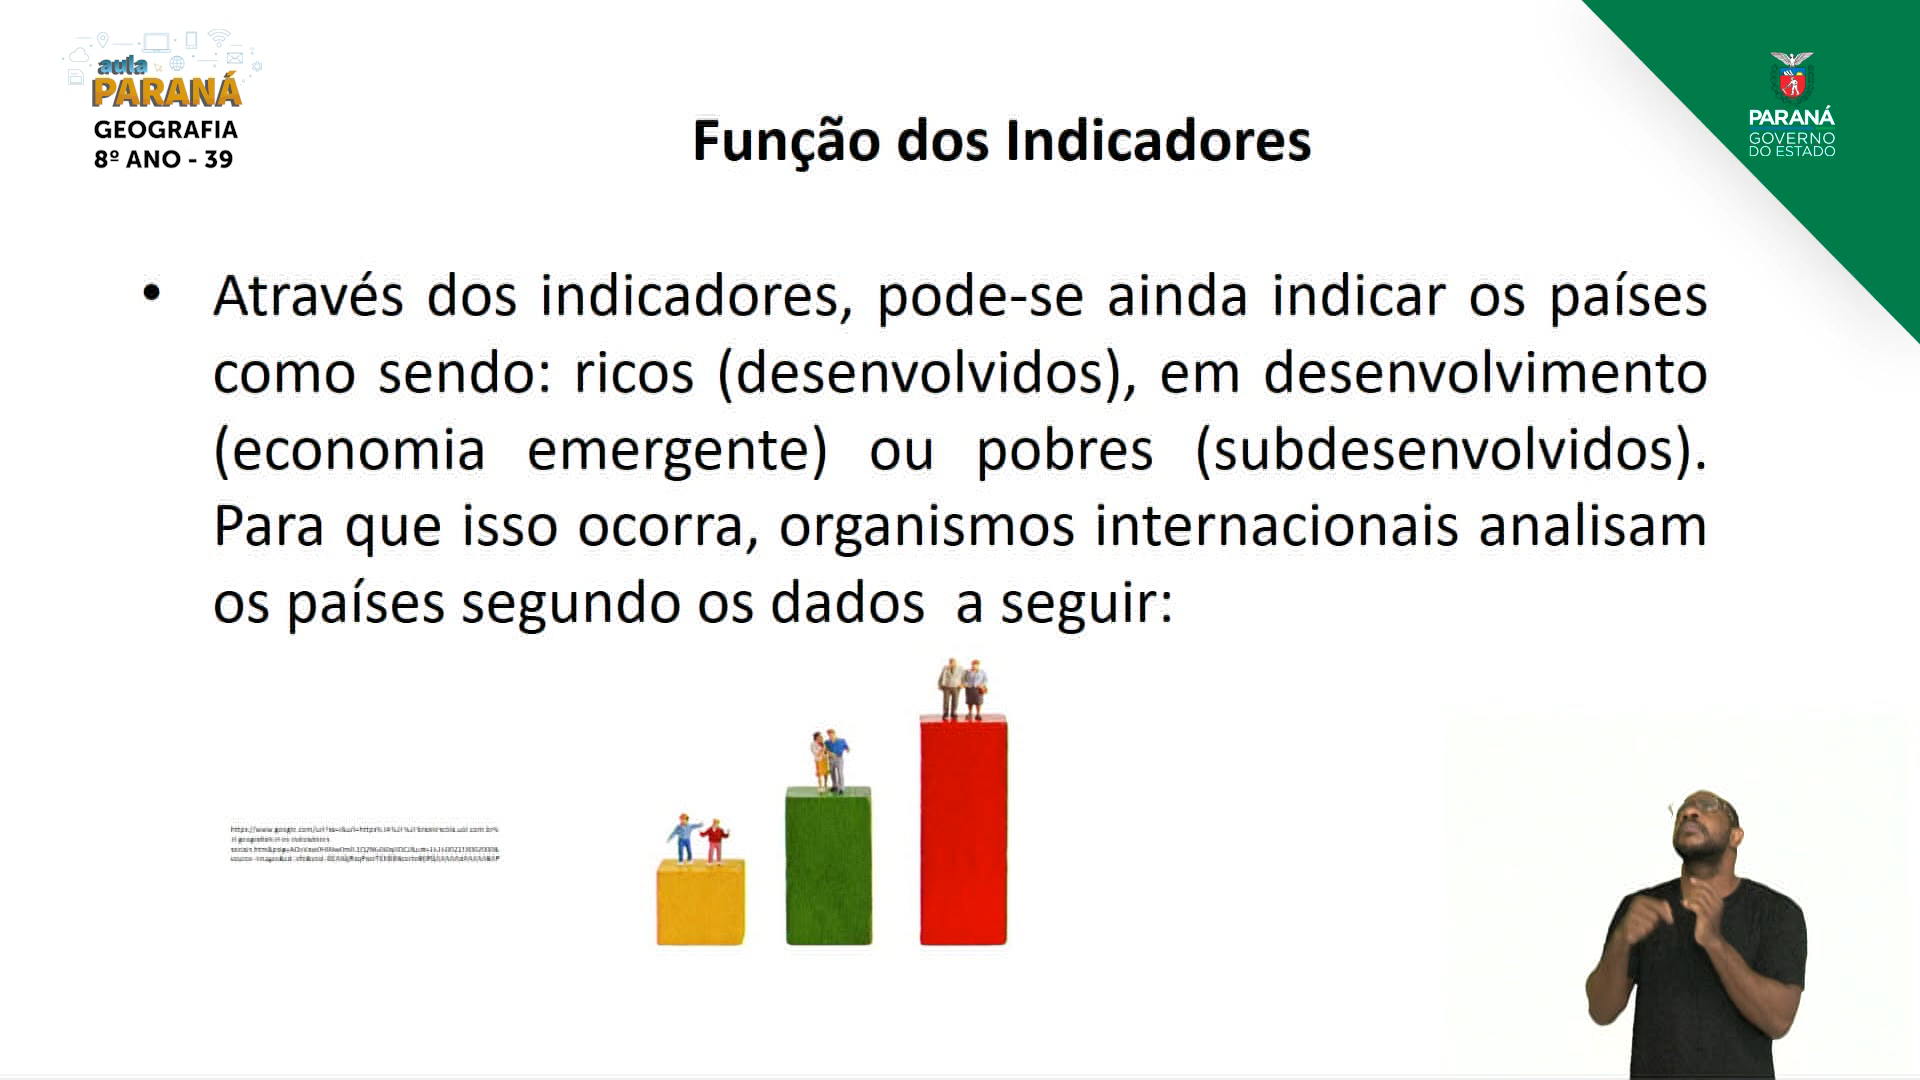 aula
PARANÁ
GEOGRAFIA
8º ANO - 39
PARANÁ
GOVERNO
DO ESTADO
Função dos Indicadores
• Através dos indicadores, pode-se ainda indicar os países
como sendo: ricos (desenvolvidos), em desenvolvimento
(economia emergente) ou pobres (subdesenvolvidos).
Para que isso ocorra, organismos internacionais analisam
os países segundo os dados a seguir: